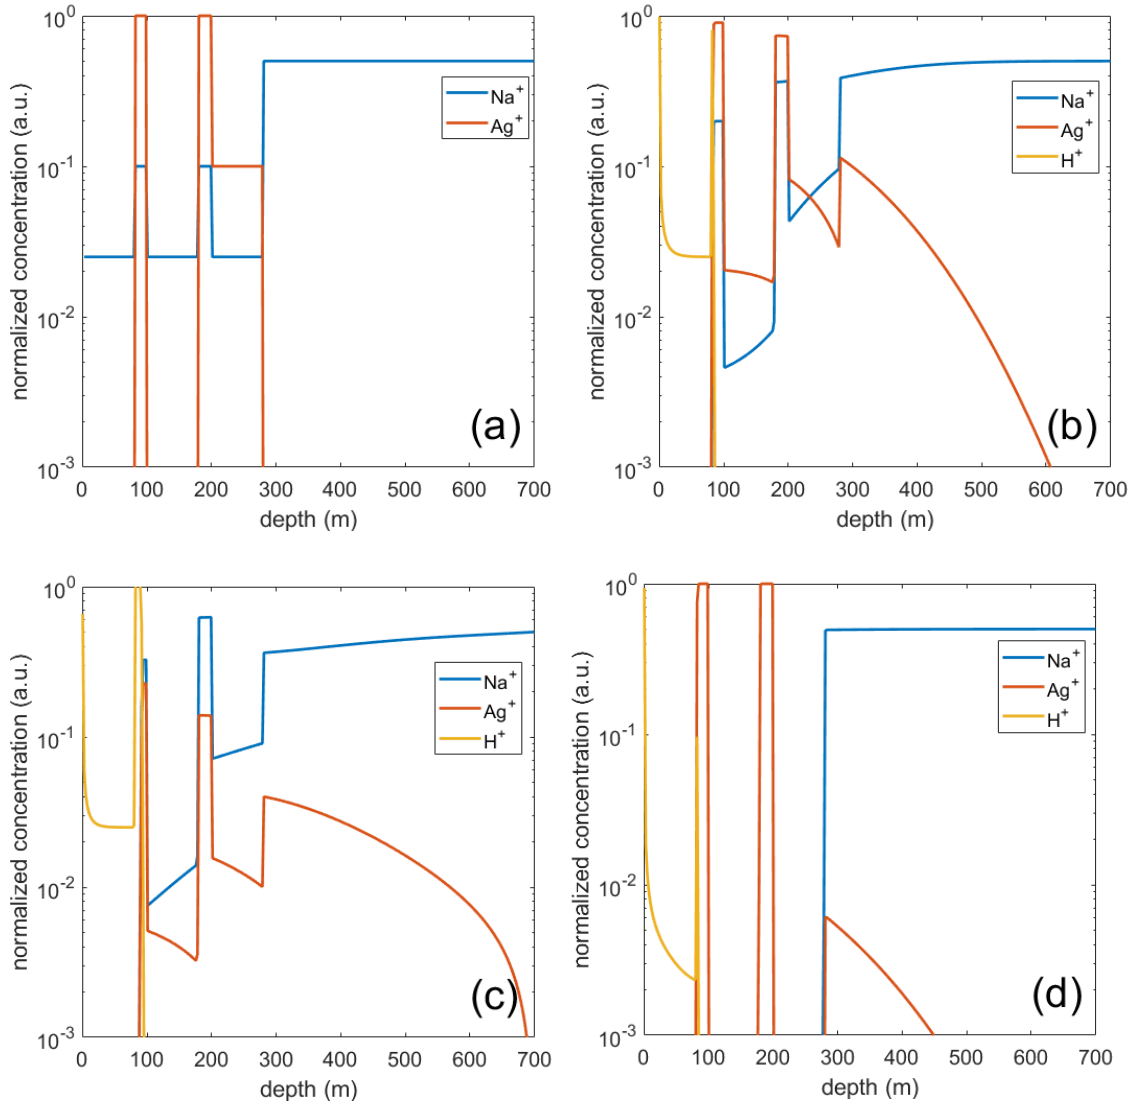 normalized concentration (a.u.)
10^0
10^-1
10^-2
10^-3
Na^+
Ag^+
(a)
0 100 200 300 400 500 600 700
depth (m)
normalized concentration (a.u.)
10^0
10^-1
10^-2
10^-3
Na^+
Ag^+
H^+
(b)
0 100 200 300 400 500 600 700
depth (m)
normalized concentration (a.u.)
10^0
10^-1
10^-2
10^-3
Na^+
Ag^+
H^+
(c)
0 100 200 300 400 500 600 700
depth (m)
normalized concentration (a.u.)
10^0
10^-1
10^-2
10^-3
Na^+
Ag^+
H^+
(d)
0 100 200 300 400 500 600 700
depth (m)